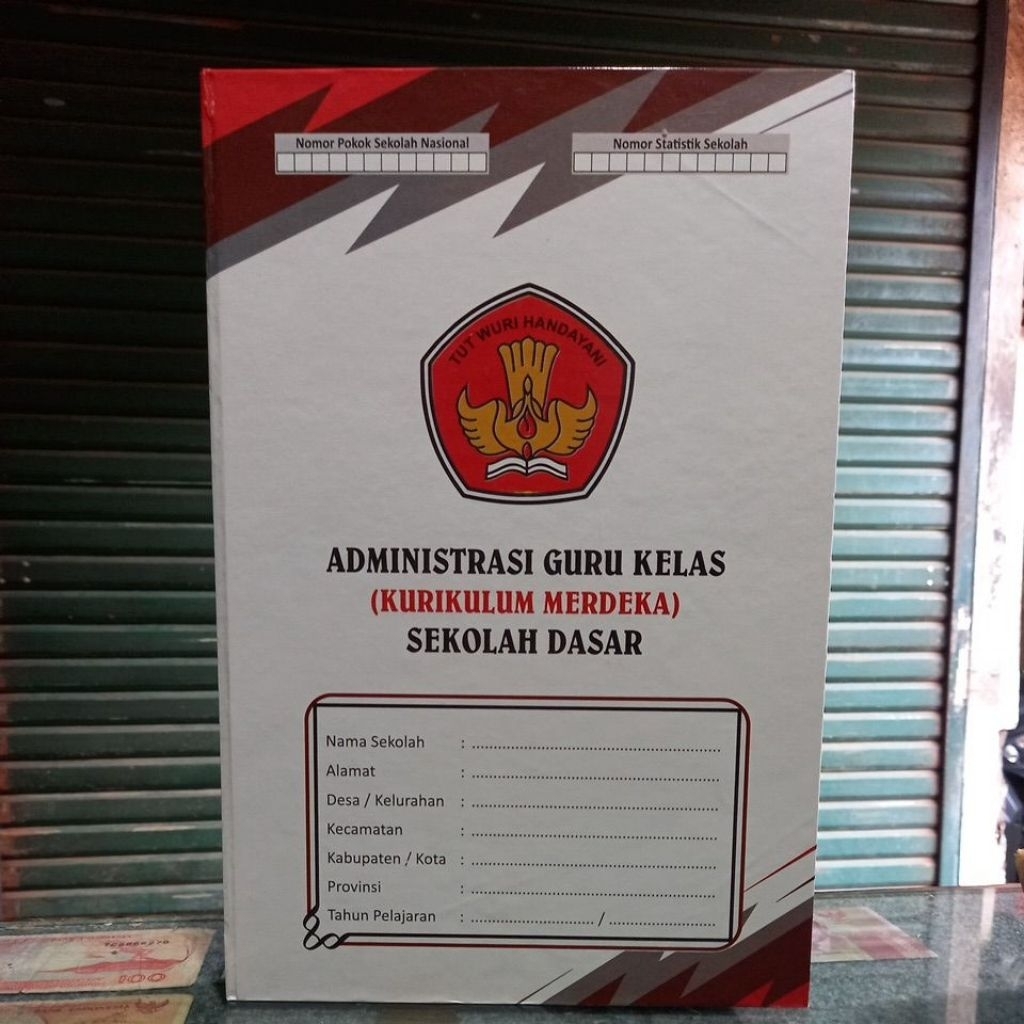 Nomor Pokok Sekolah Nasional
Nomor Statistik Sekolah
TUT WURI HANDAYANI
ADMINISTRASI GURU KELAS
(KURIKULUM MERDEKA)
SEKOLAH DASAR
Nama Sekolah : ..........................................................
Alamat : ..........................................................
Desa / Kelurahan : ..........................................................
Kecamatan : ..........................................................
Kabupaten / Kota : ..........................................................
Provinsi : ..........................................................
Tahun Pelajaran : ............................. / .........................
100